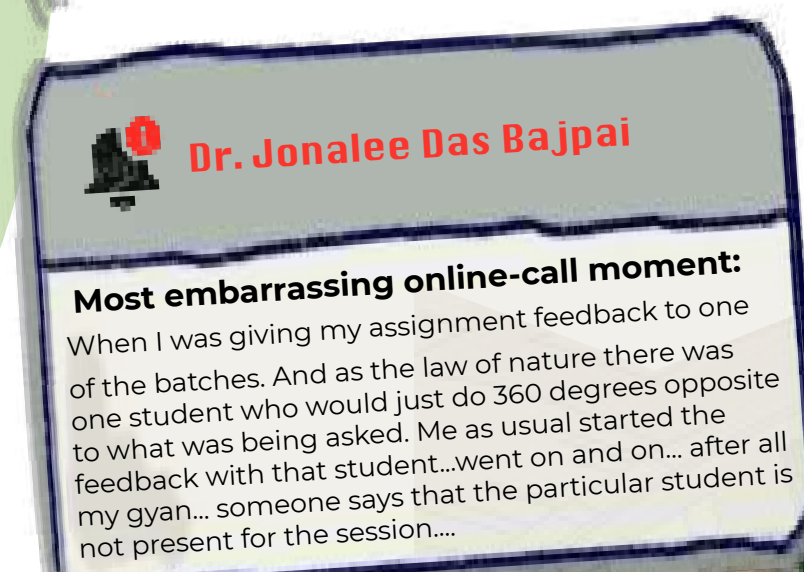 Dr. Jonalee Das Bajpai
Most embarrassing online-call moment:
When I was giving my assignment feedback to one
of the batches. And as the law of nature there was
one student who would just do 360 degrees opposite
to what was being asked. Me as usual started the
feedback with that student...went on and on... after all
my gyan... someone says that the particular student is
not present for the session....